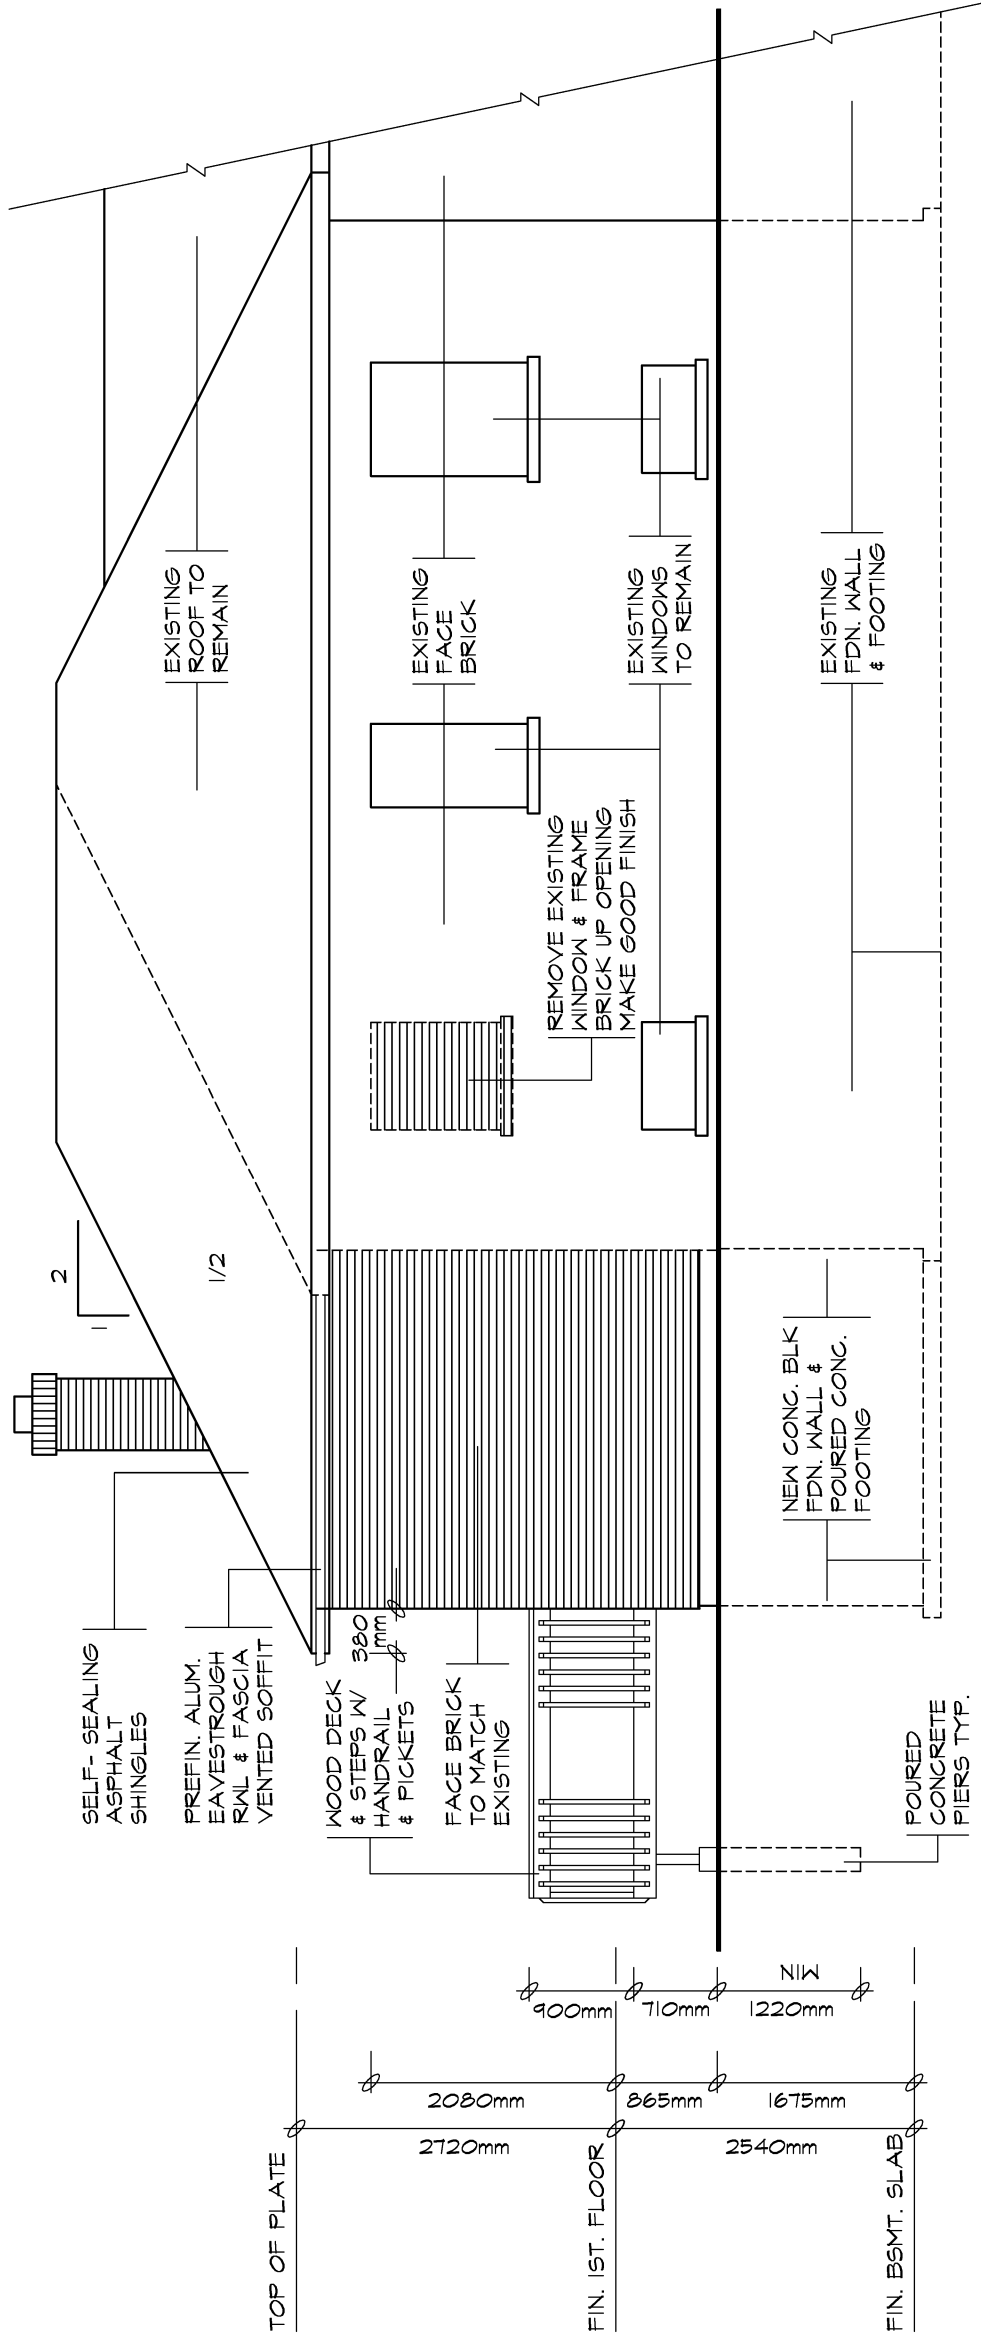 SELF- SEALING
ASPHALT
SHINGLES
PREFIN. ALUM.
EAVESTROUGH
RWL & FASCIA
VENTED SOFFIT
WOOD DECK
& STEPS W/
HANDRAIL
& PICKETS
380
mm
FACE BRICK
TO MATCH
EXISTING
2
1
1/2
EXISTING
ROOF TO
REMAIN
EXISTING
FACE
BRICK
REMOVE EXISTING
WINDOW & FRAME
BRICK UP OPENING
MAKE GOOD FINISH
EXISTING
WINDOWS
TO REMAIN
EXISTING
FDN. WALL
& FOOTING
NEW CONC. BLK
FDN. WALL &
POURED CONC.
FOOTING
POURED
CONCRETE
PIERS TYP.
TOP OF PLATE
FIN. 1ST. FLOOR
FIN. BSMT. SLAB
2720mm
2540mm
2080mm
865mm
1675mm
900mm
710mm
1220mm
MIN